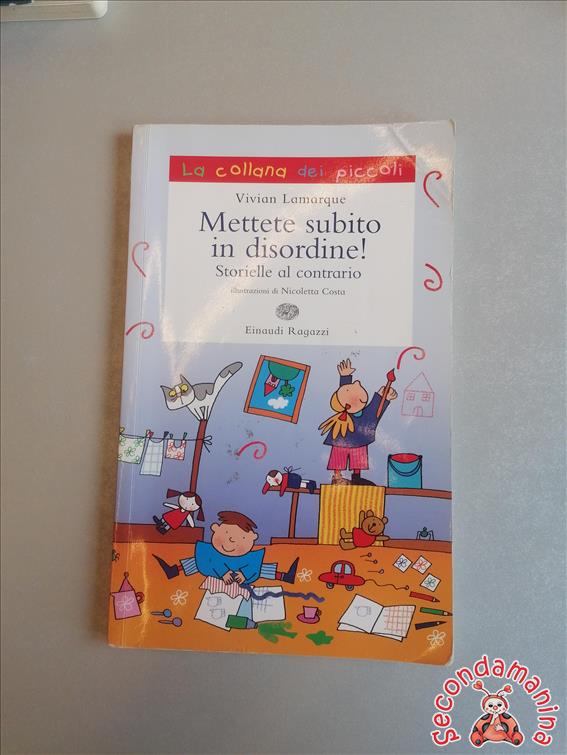 La collana dei piccoli
Vivian Lamarque
Mettete subito
in disordine!
Storielle al contrario
illustrazioni di Nicoletta Costa
Einaudi Ragazzi
Secondamanina